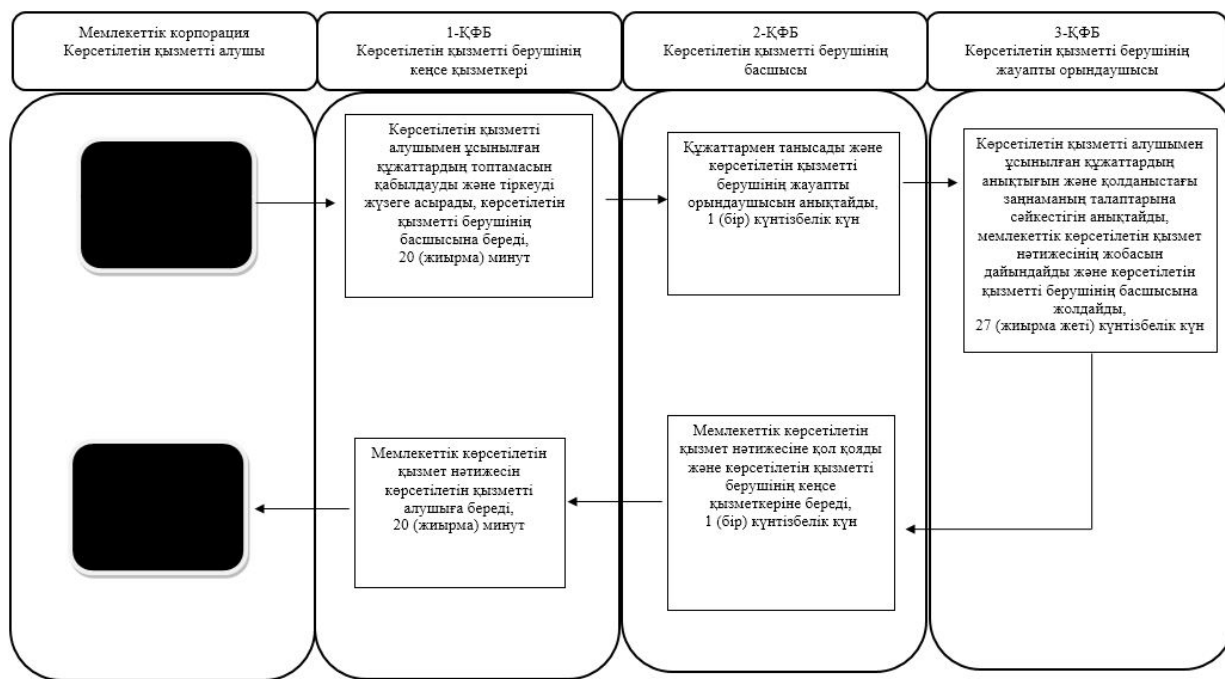 Мемлекеттік корпорация
Көрсетілетін қызметті алушы
1-ҚФБ
Көрсетілетін қызметті берушінің
кеңсе қызметкері
2-ҚФБ
Көрсетілетін қызметті берушінің
басшысы
3-ҚФБ
Көрсетілетін қызметті берушінің
жауапты орындаушысы
Көрсетілетін қызметті
алушымен ұсынылған
құжаттардың топтамасын
қабылдауды және тіркеуді
жүзеге асырады, көрсетілетін
қызметті берушінің
басшысына береді,
20 (жиырма) минут
Құжаттармен танысады және
көрсетілетін қызметті
берушінің жауапты
орындаушысын анықтайды,
1 (бір) күнтізбелік күн
Көрсетілетін қызметті алушымен
ұсынылған құжаттардың
анықтығын және қолданыстағы
заңнаманың талаптарына
сәйкестігін анықтайды,
мемлекеттік көрсетілетін қызмет
нәтижесінің жобасын
дайындайды және көрсетілетін
қызметті берушінің басшысына
жолдайды,
27 (жиырма жеті) күнтізбелік күн
Мемлекеттік көрсетілетін
қызмет нәтижесін
көрсетілетін қызметті
алушыға береді,
20 (жиырма) минут
Мемлекеттік көрсетілетін
қызмет нәтижесіне қол қояды
және көрсетілетін қызметті
берушінің кеңсе
қызметкеріне береді,
1 (бір) күнтізбелік күн